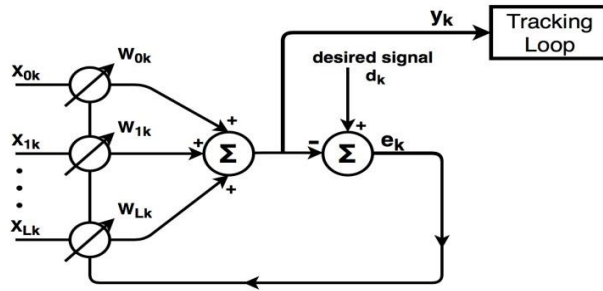 yk
Tracking
Loop
desired signal
dk
x0k
w0k
+
+
x1k
w1k
+
Σ
-
Σ
ek
+
xLk
wLk